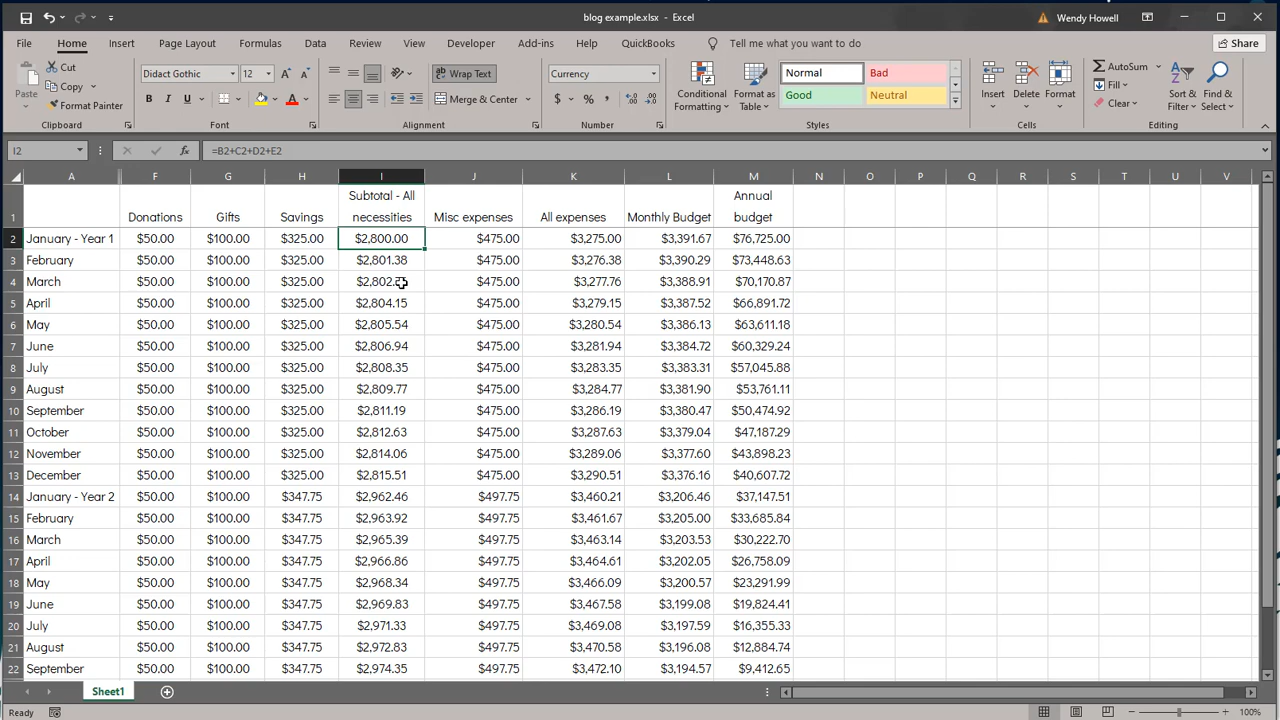 blog example.xlsx - Excel
Wendy Howell
File Home Insert Page Layout Formulas Data Review View Developer Add-ins Help QuickBooks Tell me what you want to do Share
Cut
Copy
Format Painter
Paste
Clipboard
Didact Gothic 12
B I U
Font
Wrap Text
Merge & Center
Alignment
Currency
$ % ,
Number
Conditional Formatting
Format as Table
Normal Bad
Good Neutral
Styles
Insert Delete Format
Cells
AutoSum
Fill
Clear
Sort & Filter
Find & Select
Editing
I2 fx =B2+C2+D2+E2
A F G H I J K L M N O P Q R S T U V
1 Donations Gifts Savings Subtotal - All necessities Misc expenses All expenses Monthly Budget Annual budget
2 January - Year 1 $50.00 $100.00 $325.00 $2,800.00 $475.00 $3,275.00 $3,391.67 $76,725.00
3 February $50.00 $100.00 $325.00 $2,801.38 $475.00 $3,276.38 $3,390.29 $73,448.63
4 March $50.00 $100.00 $325.00 $2,802. $475.00 $3,277.76 $3,388.91 $70,170.87
5 April $50.00 $100.00 $325.00 $2,804.15 $475.00 $3,279.15 $3,387.52 $66,891.72
6 May $50.00 $100.00 $325.00 $2,805.54 $475.00 $3,280.54 $3,386.13 $63,611.18
7 June $50.00 $100.00 $325.00 $2,806.94 $475.00 $3,281.94 $3,384.72 $60,329.24
8 July $50.00 $100.00 $325.00 $2,808.35 $475.00 $3,283.35 $3,383.31 $57,045.88
9 August $50.00 $100.00 $325.00 $2,809.77 $475.00 $3,284.77 $3,381.90 $53,761.11
10 September $50.00 $100.00 $325.00 $2,811.19 $475.00 $3,286.19 $3,380.47 $50,474.92
11 October $50.00 $100.00 $325.00 $2,812.63 $475.00 $3,287.63 $3,379.04 $47,187.29
12 November $50.00 $100.00 $325.00 $2,814.06 $475.00 $3,289.06 $3,377.60 $43,898.23
13 December $50.00 $100.00 $325.00 $2,815.51 $475.00 $3,290.51 $3,376.16 $40,607.72
14 January - Year 2 $50.00 $100.00 $347.75 $2,962.46 $497.75 $3,460.21 $3,206.46 $37,147.51
15 February $50.00 $100.00 $347.75 $2,963.92 $497.75 $3,461.67 $3,205.00 $33,685.84
16 March $50.00 $100.00 $347.75 $2,965.39 $497.75 $3,463.14 $3,203.53 $30,222.70
17 April $50.00 $100.00 $347.75 $2,966.86 $497.75 $3,464.61 $3,202.05 $26,758.09
18 May $50.00 $100.00 $347.75 $2,968.34 $497.75 $3,466.09 $3,200.57 $23,291.99
19 June $50.00 $100.00 $347.75 $2,969.83 $497.75 $3,467.58 $3,199.08 $19,824.41
20 July $50.00 $100.00 $347.75 $2,971.33 $497.75 $3,469.08 $3,197.59 $16,355.33
21 August $50.00 $100.00 $347.75 $2,972.83 $497.75 $3,470.58 $3,196.08 $12,884.74
22 September $50.00 $100.00 $347.75 $2,974.35 $497.75 $3,472.10 $3,194.57 $9,412.65
Sheet1
Ready 100%